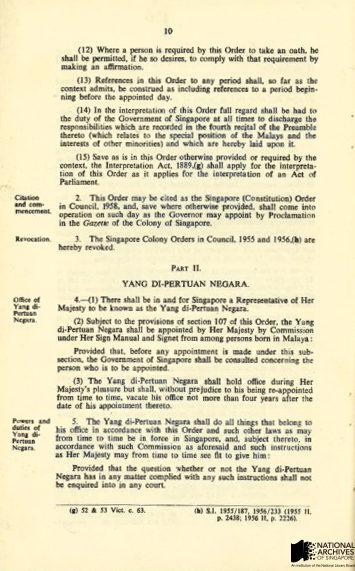 10
(12) Where a person is required by this Order to take an oath, he
shall be permitted, if he so desires, to comply with that requirement by
making an affirmation.
(13) References in this Order to any period shall, so far as the
context admits, be construed as including references to a period begin-
ning before the appointed day.
(14) In the interpretation of this Order full regard shall be had to
the duty of the Government of Singapore at all times to discharge the
responsibilities which are recorded in the fourth recital of the Preamble
thereto (which relates to the special position of the Malays and the
interests of other minorities) and which are hereby laid upon it.
(15) Save as is in this Order otherwise provided or required by the
context, the Interpretation Act, 1889,(g) shall apply for the interpreta-
tion of this Order as it applies for the interpretation of an Act of
Parliament.
Citation
and com-
mencement.
2. This Order may be cited as the Singapore (Constitution) Order
in Council, 1958, and, save where otherwise provided, shall come into
operation on such day as the Governor may appoint by Proclamation
in the Gazette of the Colony of Singapore.
Revocation.
3. The Singapore Colony Orders in Council, 1955 and 1956,(h) are
hereby revoked.
PART II.
YANG DI-PERTUAN NEGARA.
Office of
Yang di-
Pertuan
Negara.
4.—(1) There shall be in and for Singapore a Representative of Her
Majesty to be known as the Yang di-Pertuan Negara.
(2) Subject to the provisions of section 107 of this Order, the Yang
di-Pertuan Negara shall be appointed by Her Majesty by Commission
under Her Sign Manual and Signet from among persons born in Malaya :
Provided that, before any appointment is made under this sub-
section, the Government of Singapore shall be consulted concerning the
person who is to be appointed.
(3) The Yang di-Pertuan Negara shall hold office during Her
Majesty's pleasure but shall, without prejudice to his being re-appointed
from time to time, vacate his office not more than four years after the
date of his appointment thereto.
Powers and
duties of
Yang di-
Pertuan
Negara.
5. The Yang di-Pertuan Negara shall do all things that belong to
his office in accordance with this Order and such other laws as may
from time to time be in force in Singapore, and, subject thereto, in
accordance with such Commission as aforesaid and such instructions
as Her Majesty may from time to time see fit to give him :
Provided that the question whether or not the Yang di-Pertuan
Negara has in any matter complied with any such instructions shall not
be enquired into in any court.
(g) 52 & 53 Vict. c. 63.
(h) S.I. 1955/187, 1956/233 (1955 II,
p. 2438; 1956 II, p. 2226).
NATIONAL
ARCHIVES
OF SINGAPORE
An institution of the National Library Board